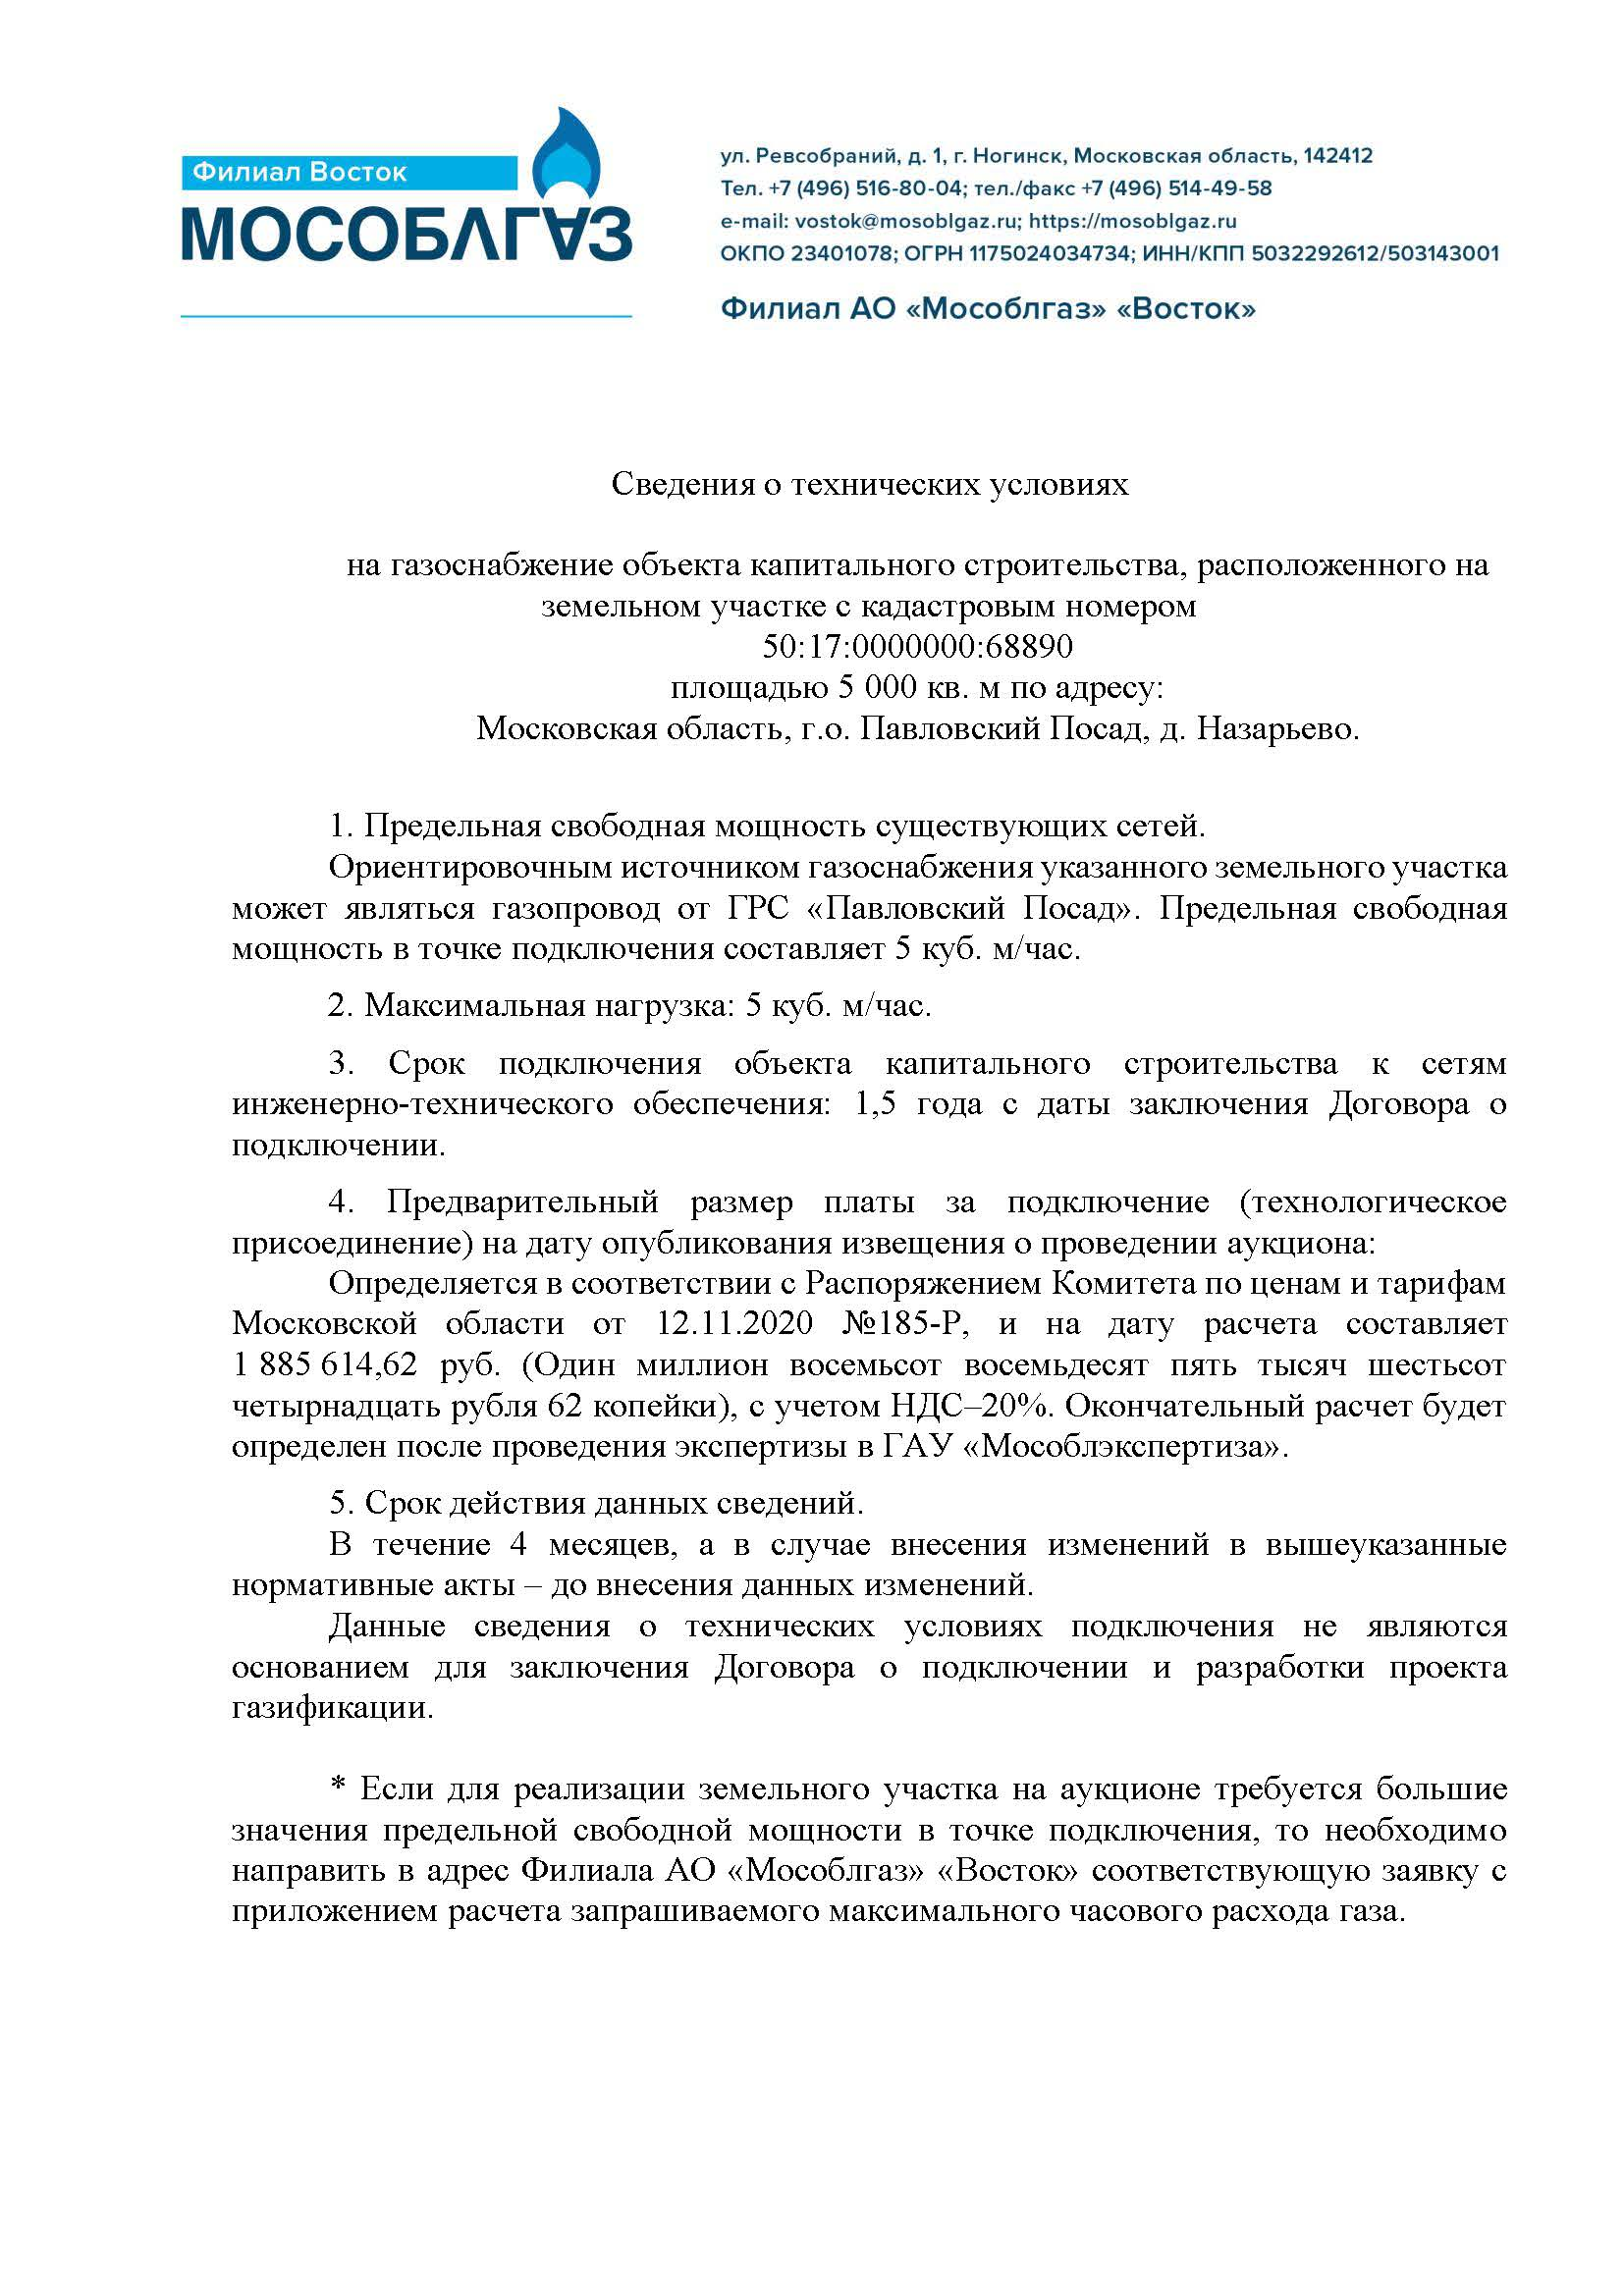 Филиал Восток
МОСОБЛГАЗ
ул. Ревсобраний, д. 1, г. Ногинск, Московская область, 142412
Тел. +7 (496) 516-80-04; тел./факс +7 (496) 514-49-58
e-mail: vostok@mosoblgaz.ru; https://mosoblgaz.ru
ОКПО 23401078; ОГРН 1175024034734; ИНН/КПП 5032292612/503143001
Филиал АО «Мособлгаз» «Восток»
Сведения о технических условиях
на газоснабжение объекта капитального строительства, расположенного на
земельном участке с кадастровым номером
50:17:0000000:68890
площадью 5 000 кв. м по адресу:
Московская область, г.о. Павловский Посад, д. Назарьево.
1. Предельная свободная мощность существующих сетей.
Ориентировочным источником газоснабжения указанного земельного участка
может являться газопровод от ГРС «Павловский Посад». Предельная свободная
мощность в точке подключения составляет 5 куб. м/час.
2. Максимальная нагрузка: 5 куб. м/час.
3. Срок подключения объекта капитального строительства к сетям
инженерно-технического обеспечения: 1,5 года с даты заключения Договора о
подключении.
4. Предварительный размер платы за подключение (технологическое
присоединение) на дату опубликования извещения о проведении аукциона:
Определяется в соответствии с Распоряжением Комитета по ценам и тарифам
Московской области от 12.11.2020 №185-Р, и на дату расчета составляет
1 885 614,62 руб. (Один миллион восемьсот восемьдесят пять тысяч шестьсот
четырнадцать рубля 62 копейки), с учетом НДС–20%. Окончательный расчет будет
определен после проведения экспертизы в ГАУ «Мособлэкспертиза».
5. Срок действия данных сведений.
В течение 4 месяцев, а в случае внесения изменений в вышеуказанные
нормативные акты – до внесения данных изменений.
Данные сведения о технических условиях подключения не являются
основанием для заключения Договора о подключении и разработки проекта
газификации.
* Если для реализации земельного участка на аукционе требуется большие
значения предельной свободной мощности в точке подключения, то необходимо
направить в адрес Филиала АО «Мособлгаз» «Восток» соответствующую заявку с
приложением расчета запрашиваемого максимального часового расхода газа.